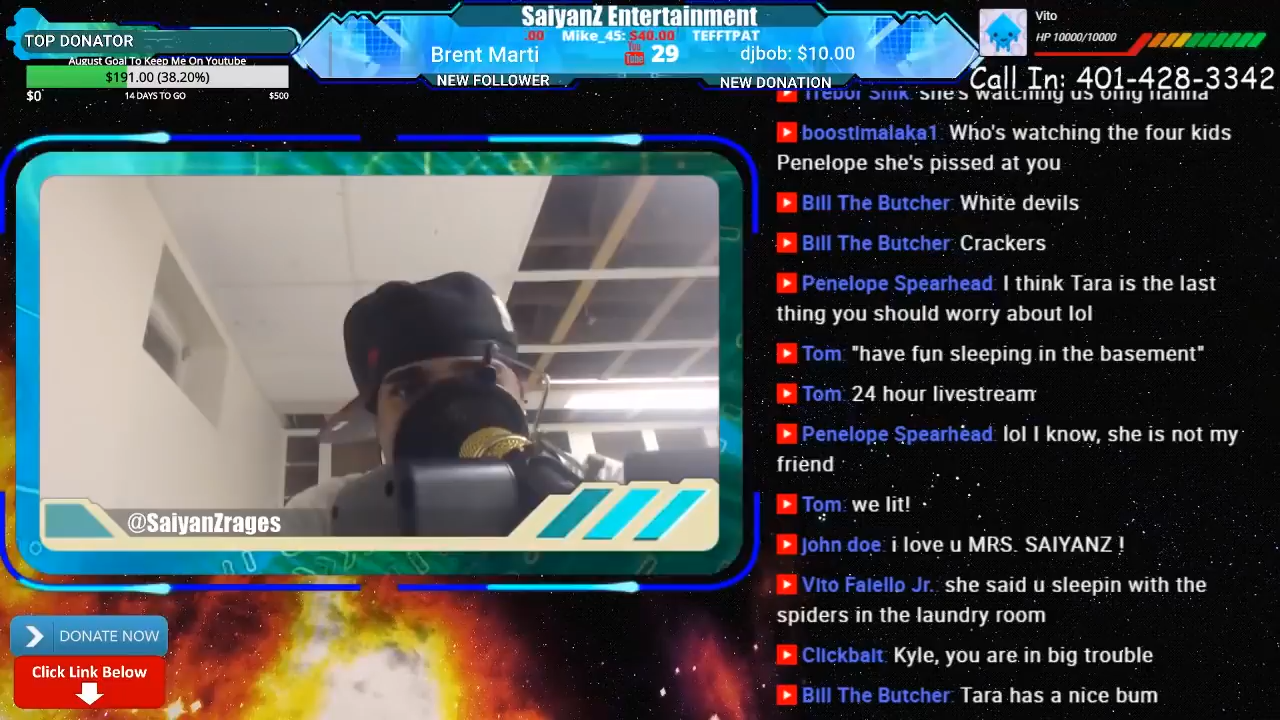 SaiyanZ Entertainment
TOP DONATOR
.00 Mike_45: $40.00 TEFFTPAT
Brent Marti
You Tube 29
djbob: $10.00
NEW FOLLOWER
NEW DONATION
Vito
HP 10000/10000
Call In: 401-428-3342
August Goal To Keep Me On Youtube
$191.00 (38.20%)
$0 14 DAYS TO GO $500
Trebor Snik: she's watching us omg hahha
boostimalaka1: Who's watching the four kids
Penelope she's pissed at you
Bill The Butcher: White devils
Bill The Butcher: Crackers
Penelope Spearhead: I think Tara is the last
thing you should worry about lol
Tom: "have fun sleeping in the basement"
Tom: 24 hour livestream
Penelope Spearhead: lol I know, she is not my
friend
Tom: we lit!
john doe: i love u MRS. SAIYANZ !
Vito Faiello Jr.: she said u sleepin with the
spiders in the laundry room
Clickbait: Kyle, you are in big trouble
Bill The Butcher: Tara has a nice bum
@SaiyanZrages
DONATE NOW
Click Link Below